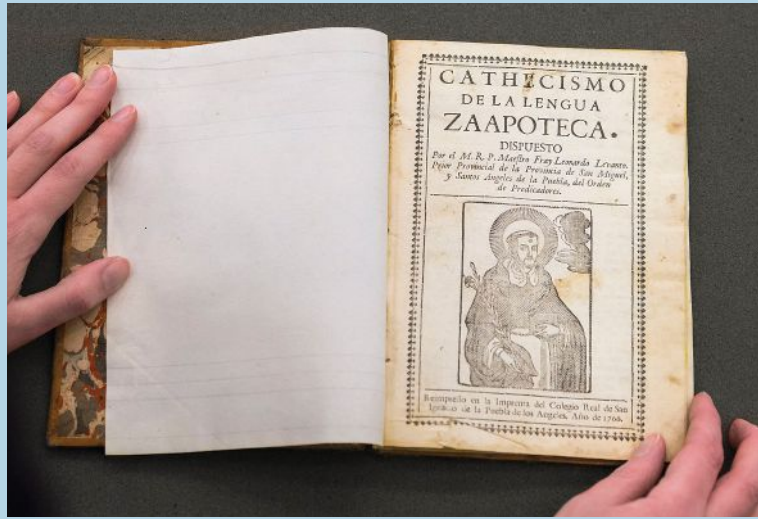 CATHECISMO
DE LA LENGUA
ZAAPOTECA.
DISPUESTO
Por el M. R. P. Maestro Fray Leonardo Levanto.
Provincial de la Provincia de San Miguel,
y Santos Angeles de la Puebla, del Orden
de Predicadores.
Reimpresso en la Imprenta del Colegio Real de San
Ignacio de la Puebla de los Angeles. Año de 1766.